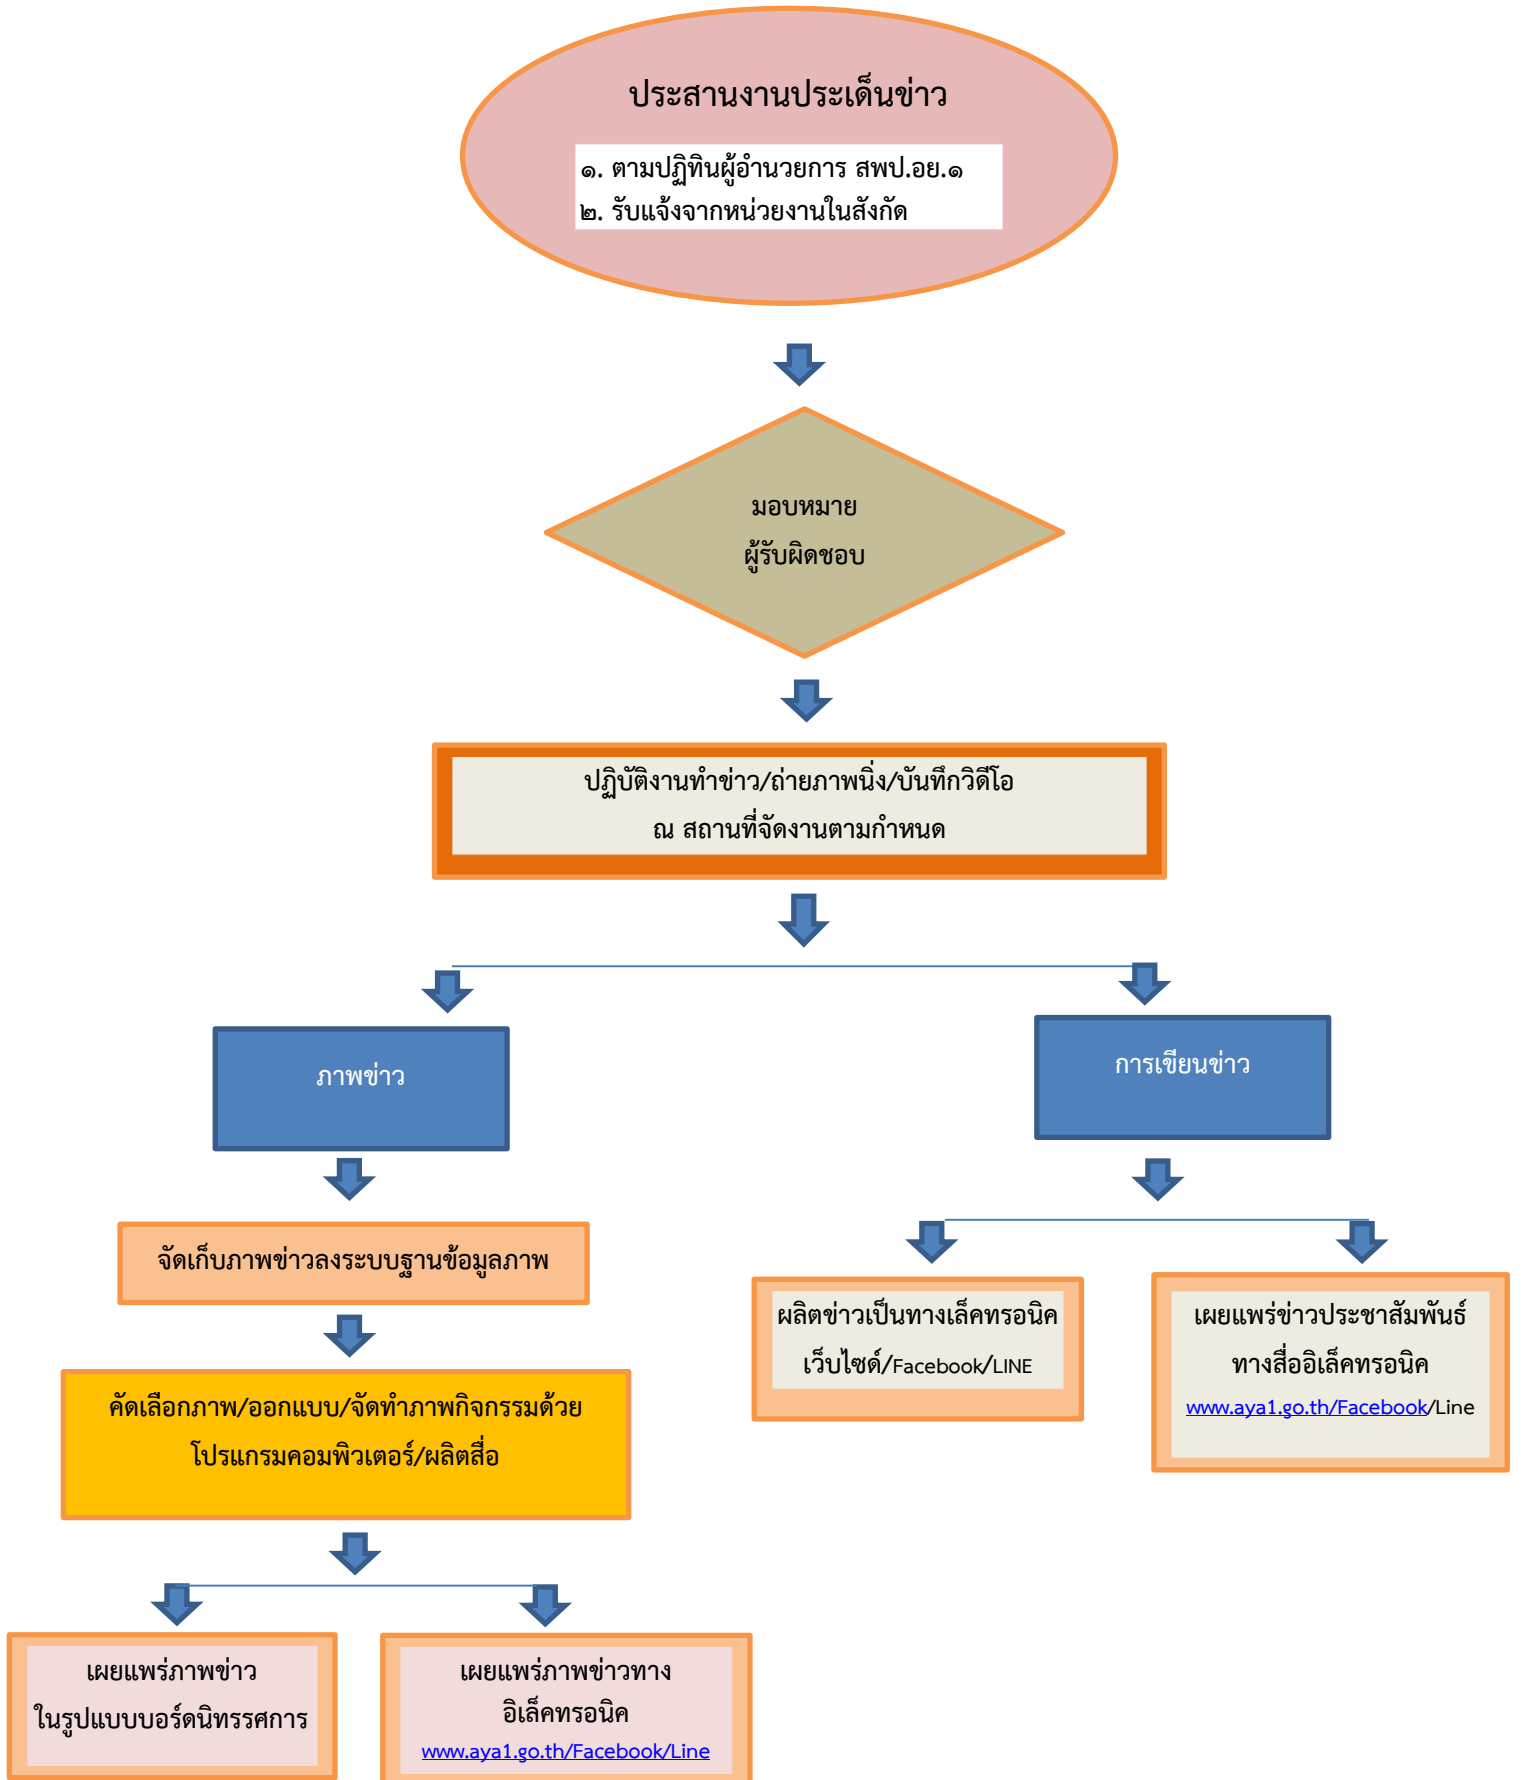 ประสานงานประเด็นข่าว
๑. ตามปฏิทินผู้อำนวยการ สพป.อย.๑
๒. รับแจ้งจากหน่วยงานในสังกัด
มอบหมาย
ผู้รับผิดชอบ
ปฏิบัติงานทำข่าว/ถ่ายภาพนิ่ง/บันทึกวิดีโอ
ณ สถานที่จัดงานตามกำหนด
ภาพข่าว
การเขียนข่าว
จัดเก็บภาพข่าวลงระบบฐานข้อมูลภาพ
ผลิตข่าวเป็นทางเล็คทรอนิค
เว็บไซด์/Facebook/LINE
เผยแพร่ข่าวประชาสัมพันธ์
ทางสื่ออิเล็คทรอนิค
www.aya1.go.th/Facebook/Line
คัดเลือกภาพ/ออกแบบ/จัดทำภาพกิจกรรมด้วย
โปรแกรมคอมพิวเตอร์/ผลิตสื่อ
เผยแพร่ภาพข่าว
ในรูปแบบบอร์ดนิทรรศการ
เผยแพร่ภาพข่าวทาง
อิเล็คทรอนิค
www.aya1.go.th/Facebook/Line